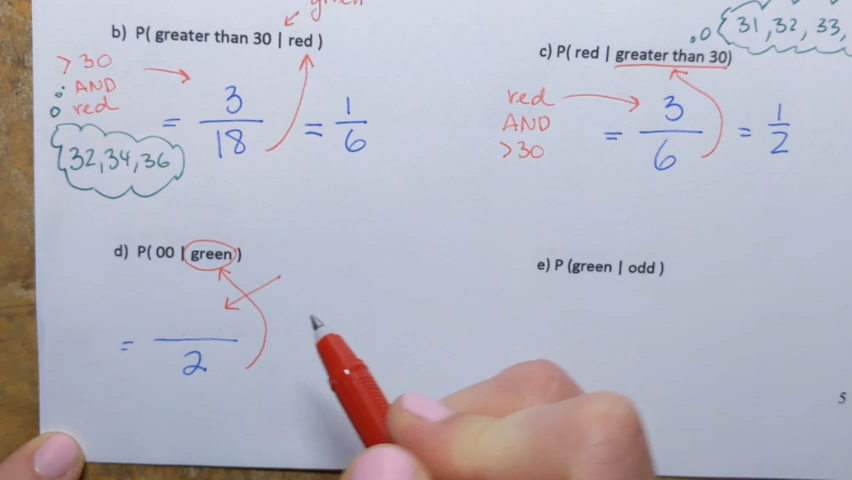 given
b) P( greater than 30 | red )
> 30
AND
red
= 3/18 = 1/6
32, 34, 36
31, 32, 33,
c) P( red | greater than 30)
red
AND
>30
= 3/6 = 1/2
d) P( 00 | green )
= /2
e) P (green | odd )
5